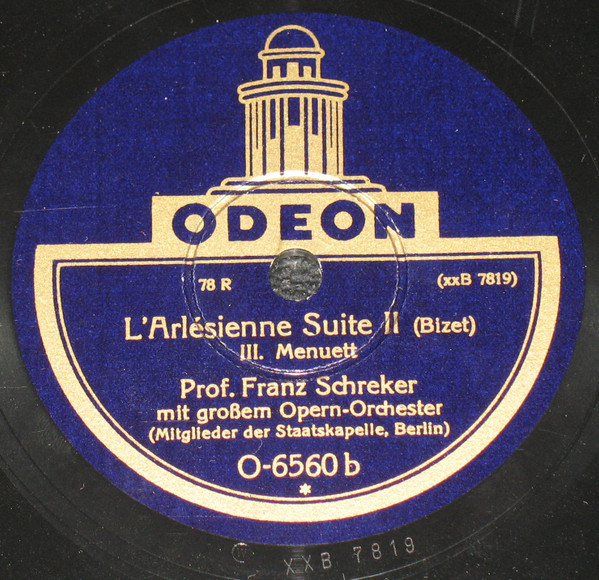 ODEON
78 R (xxB 7819)
L'Arlésienne Suite II (Bizet)
III. Menuett
Prof. Franz Schreker
mit großem Opern-Orchester
(Mitglieder der Staatskapelle, Berlin)
O-6560 b
*
XXB 7819